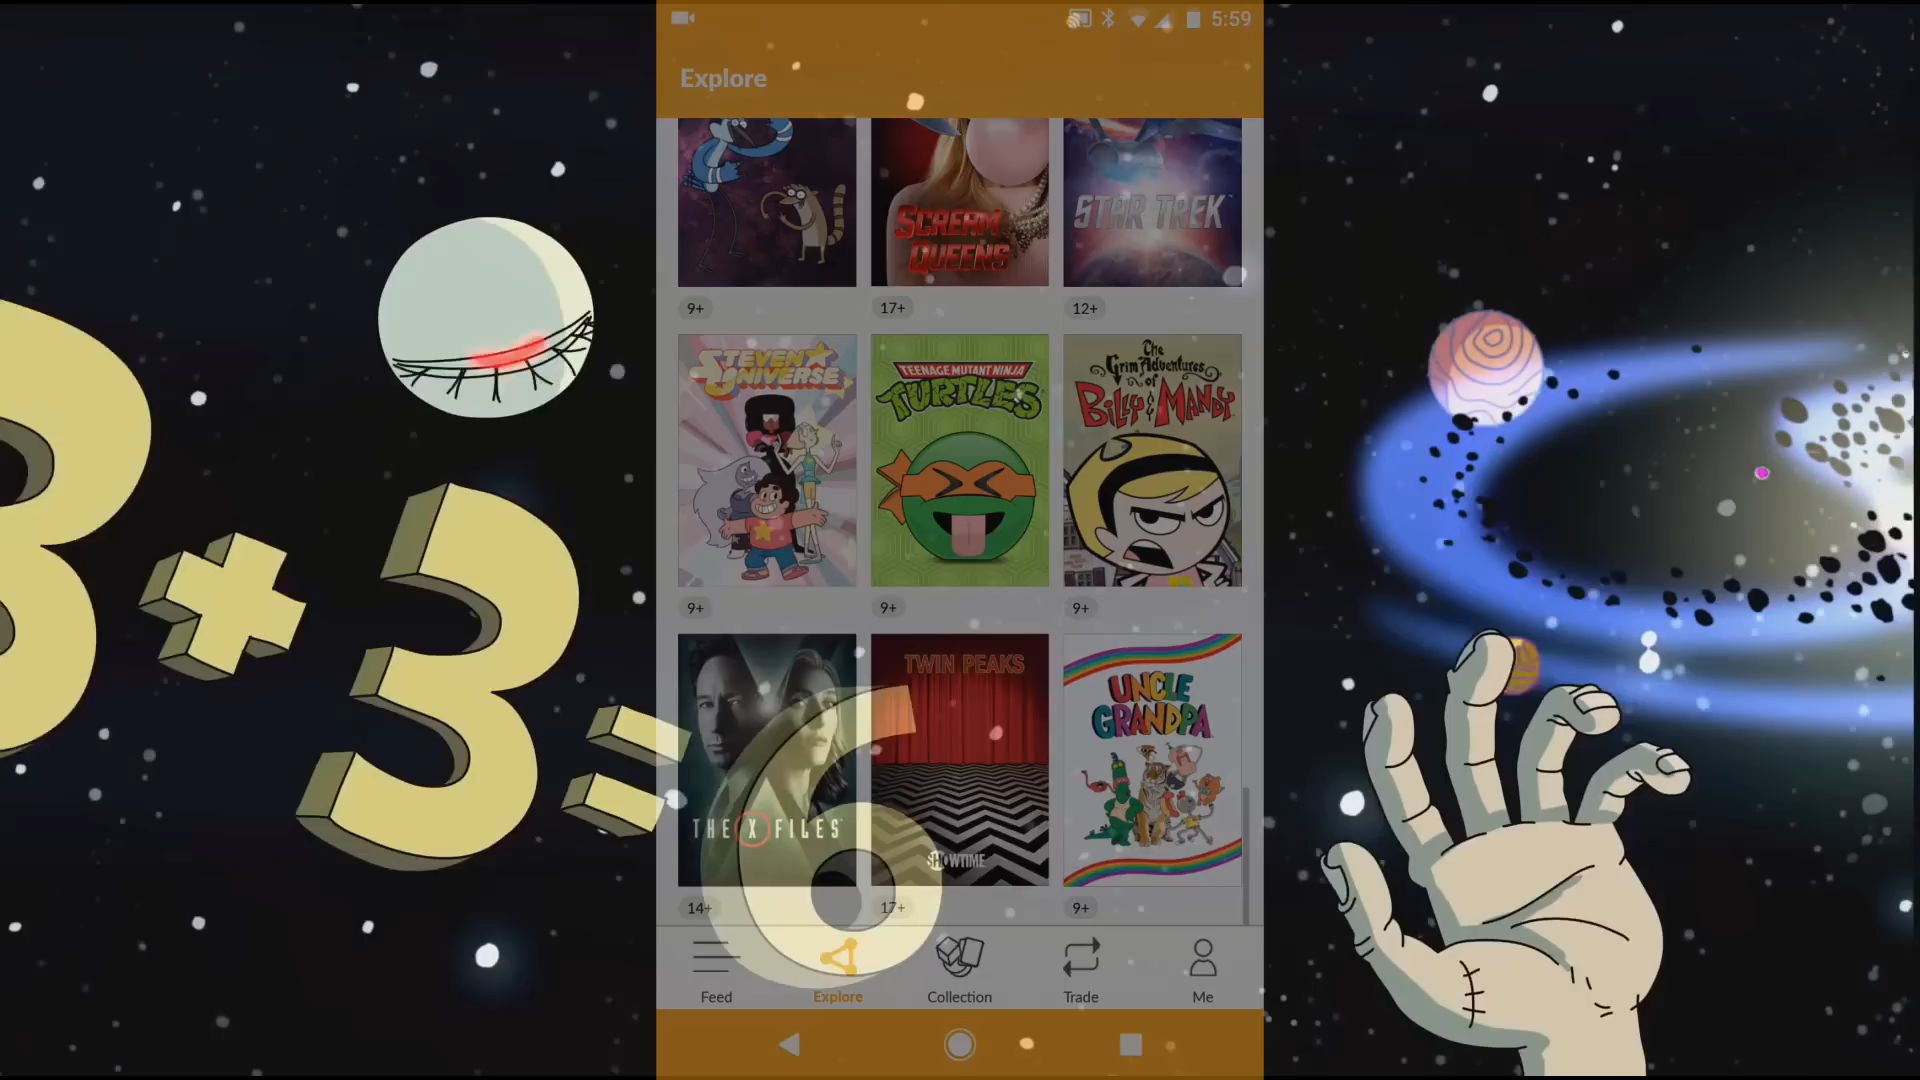 5:59
Explore
SCREAM
QUEENS
STAR TREK
9+
17+
12+
STEVEN
UNIVERSE
TEENAGE MUTANT NINJA
TURTLES
The
Grim Adventures
of
BILLY & MANDY
9+
9+
9+
3 + 3 = 6
THE X FILES
TWIN PEAKS
SHOWTIME
UNCLE
GRANDPA
14+
17+
9+
Feed
Explore
Collection
Trade
Me